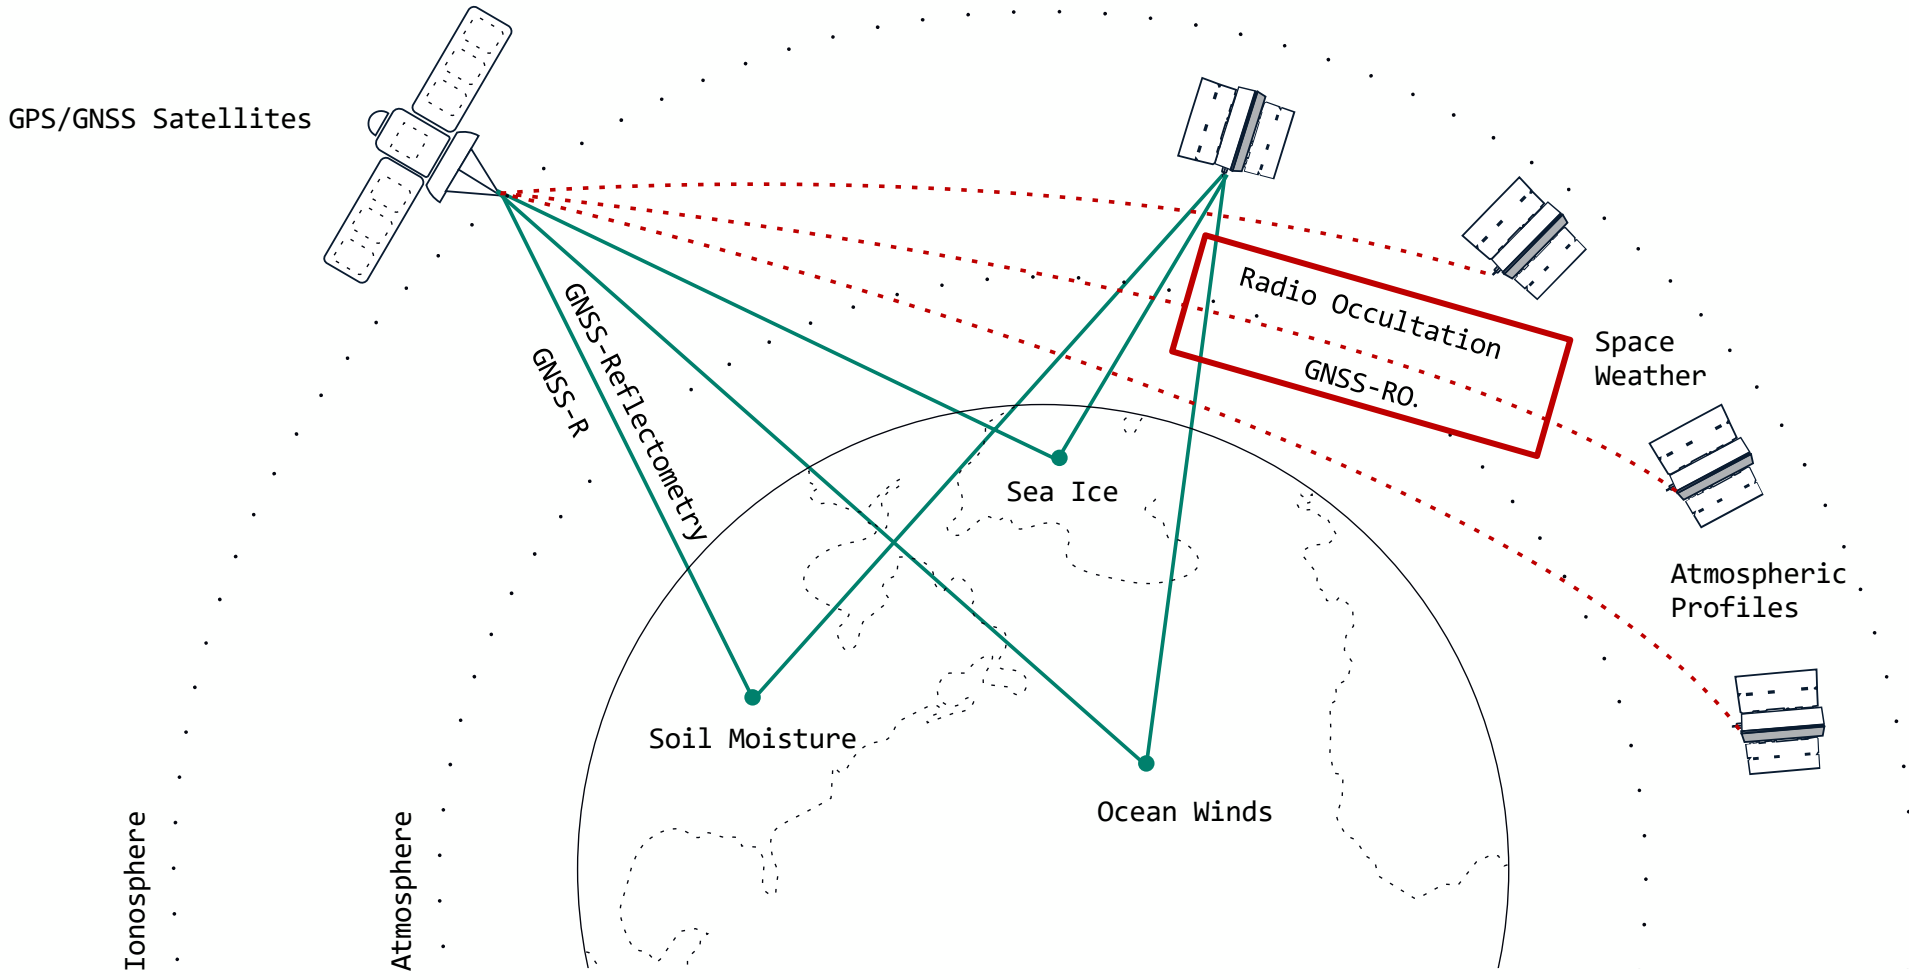 GPS/GNSS Satellites
GNSS-Reflectometry
GNSS-R
Radio Occultation
GNSS-RO
Space
Weather
Sea Ice
Atmospheric
Profiles
Soil Moisture
Ocean Winds
Ionosphere
Atmosphere